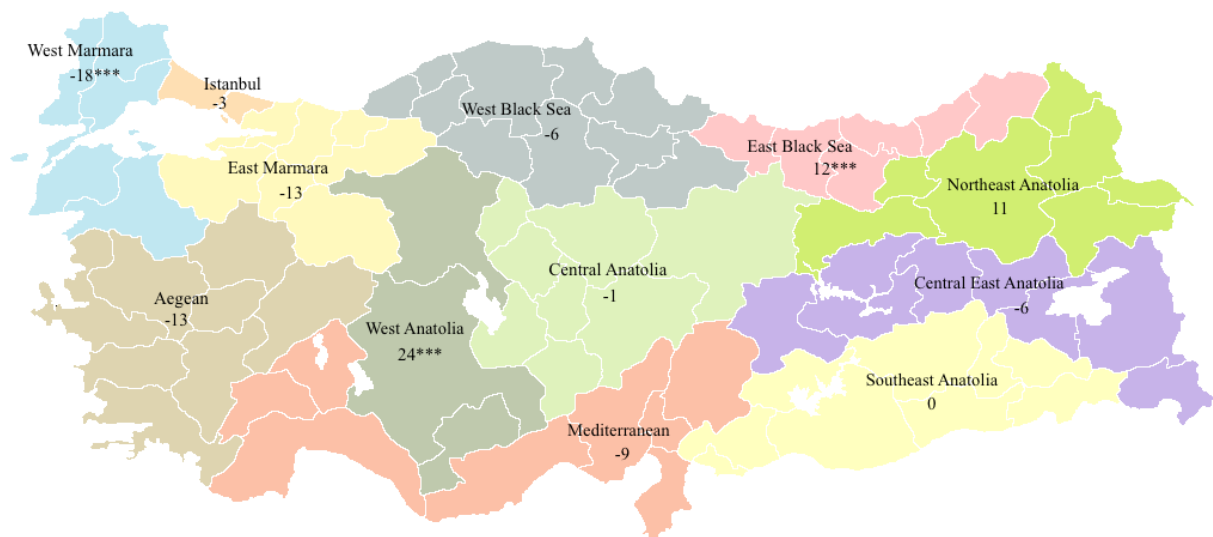 West Marmara
-18***
Istanbul
-3
West Black Sea
-6
East Black Sea
12***
East Marmara
-13
Northeast Anatolia
11
Central Anatolia
-1
Central East Anatolia
-6
Aegean
-13
West Anatolia
24***
Southeast Anatolia
0
Mediterranean
-9